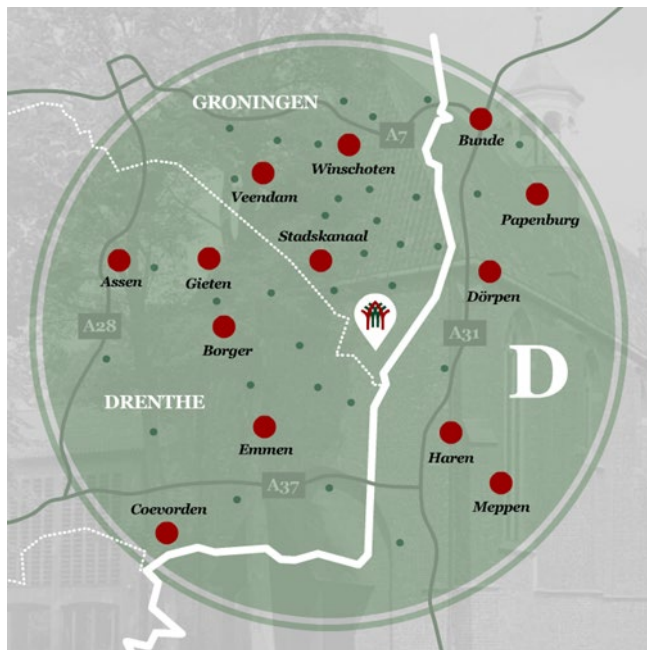 GRONINGEN
A7
Bunde
Winschoten
Veendam
Papenburg
Stadskanaal
Assen
Gieten
Dörpen
A28
Borger
A31
D
DRENTHE
Emmen
Haren
A37
Meppen
Coevorden